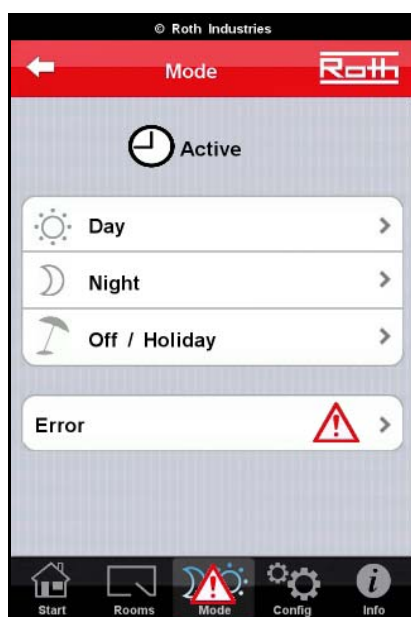 © Roth Industries
Mode
Roth
Active
Day
Night
Off / Holiday
Error
Start
Rooms
Mode
Config
Info